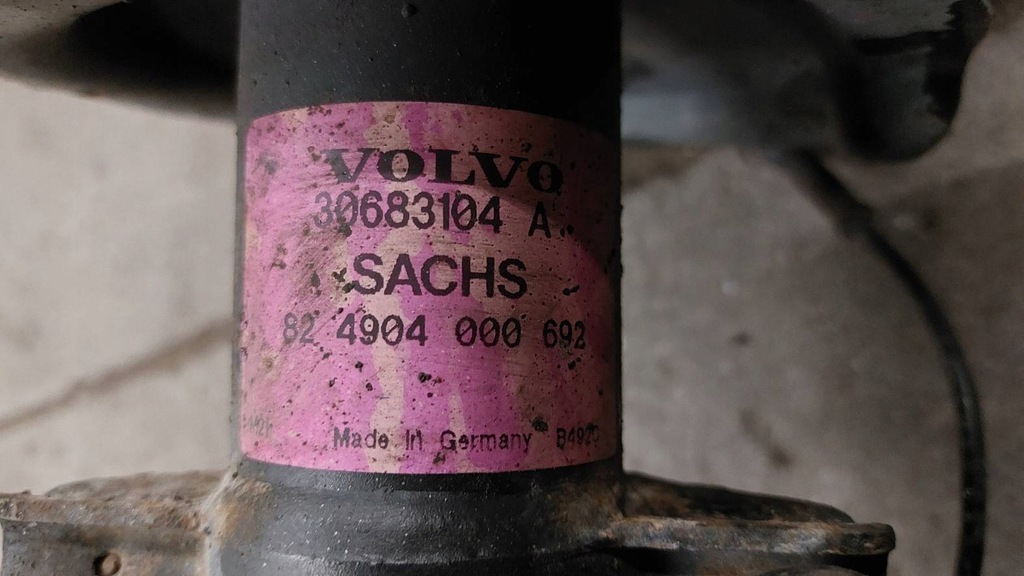 VOLVO
30683104 A
SACHS
82 4904 000 692
Made In Germany